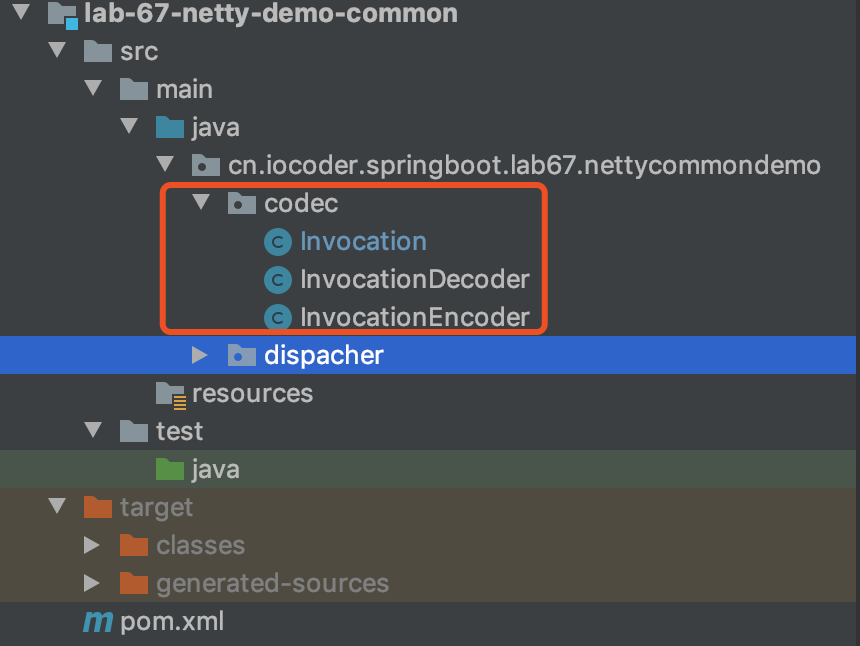 lab-67-netty-demo-common
src
main
java
cn.iocoder.springboot.lab67.nettycommondemo
codec
C Invocation
C InvocationDecoder
C InvocationEncoder
dispacher
resources
test
java
target
classes
generated-sources
m pom.xml